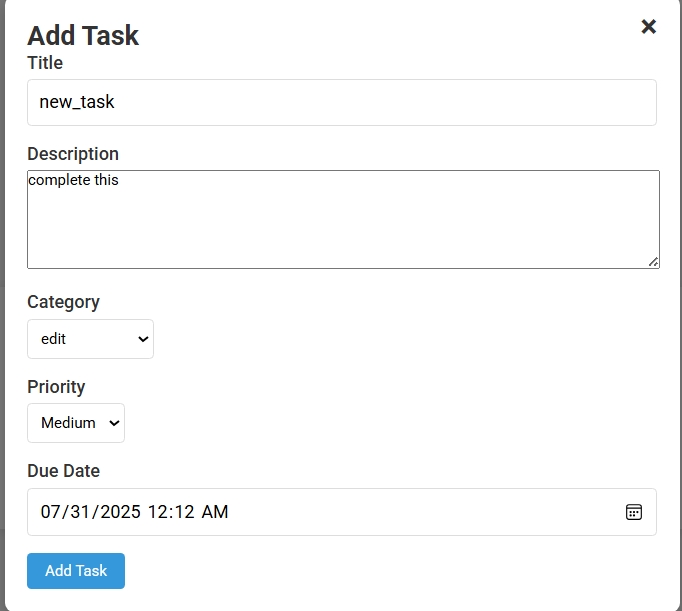 Add Task
Title
new_task
Description
complete this
Category
edit
Priority
Medium
Due Date
07/31/2025 12:12 AM
Add Task